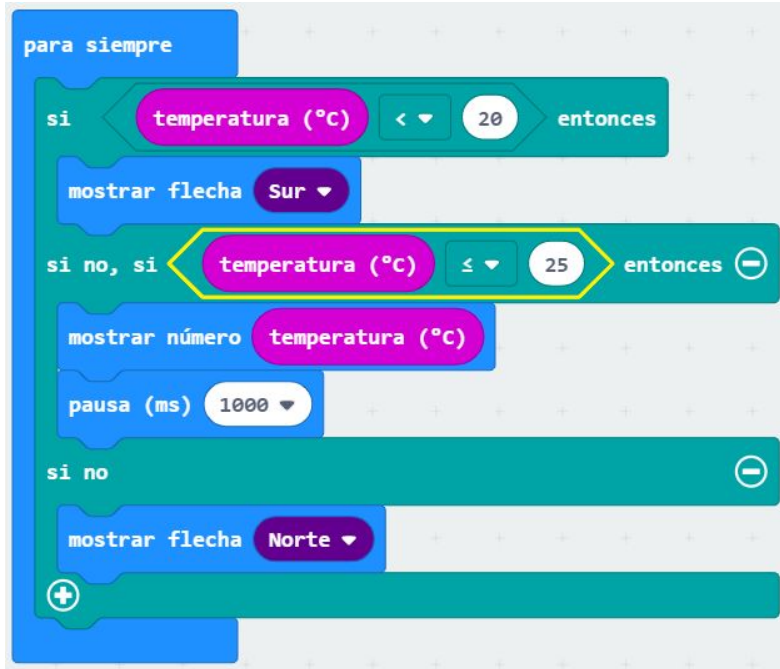 para siempre
si temperatura (°C) < 20 entonces
mostrar flecha Sur
si no, si temperatura (°C) ≤ 25 entonces
mostrar número temperatura (°C)
pausa (ms) 1000
si no
mostrar flecha Norte